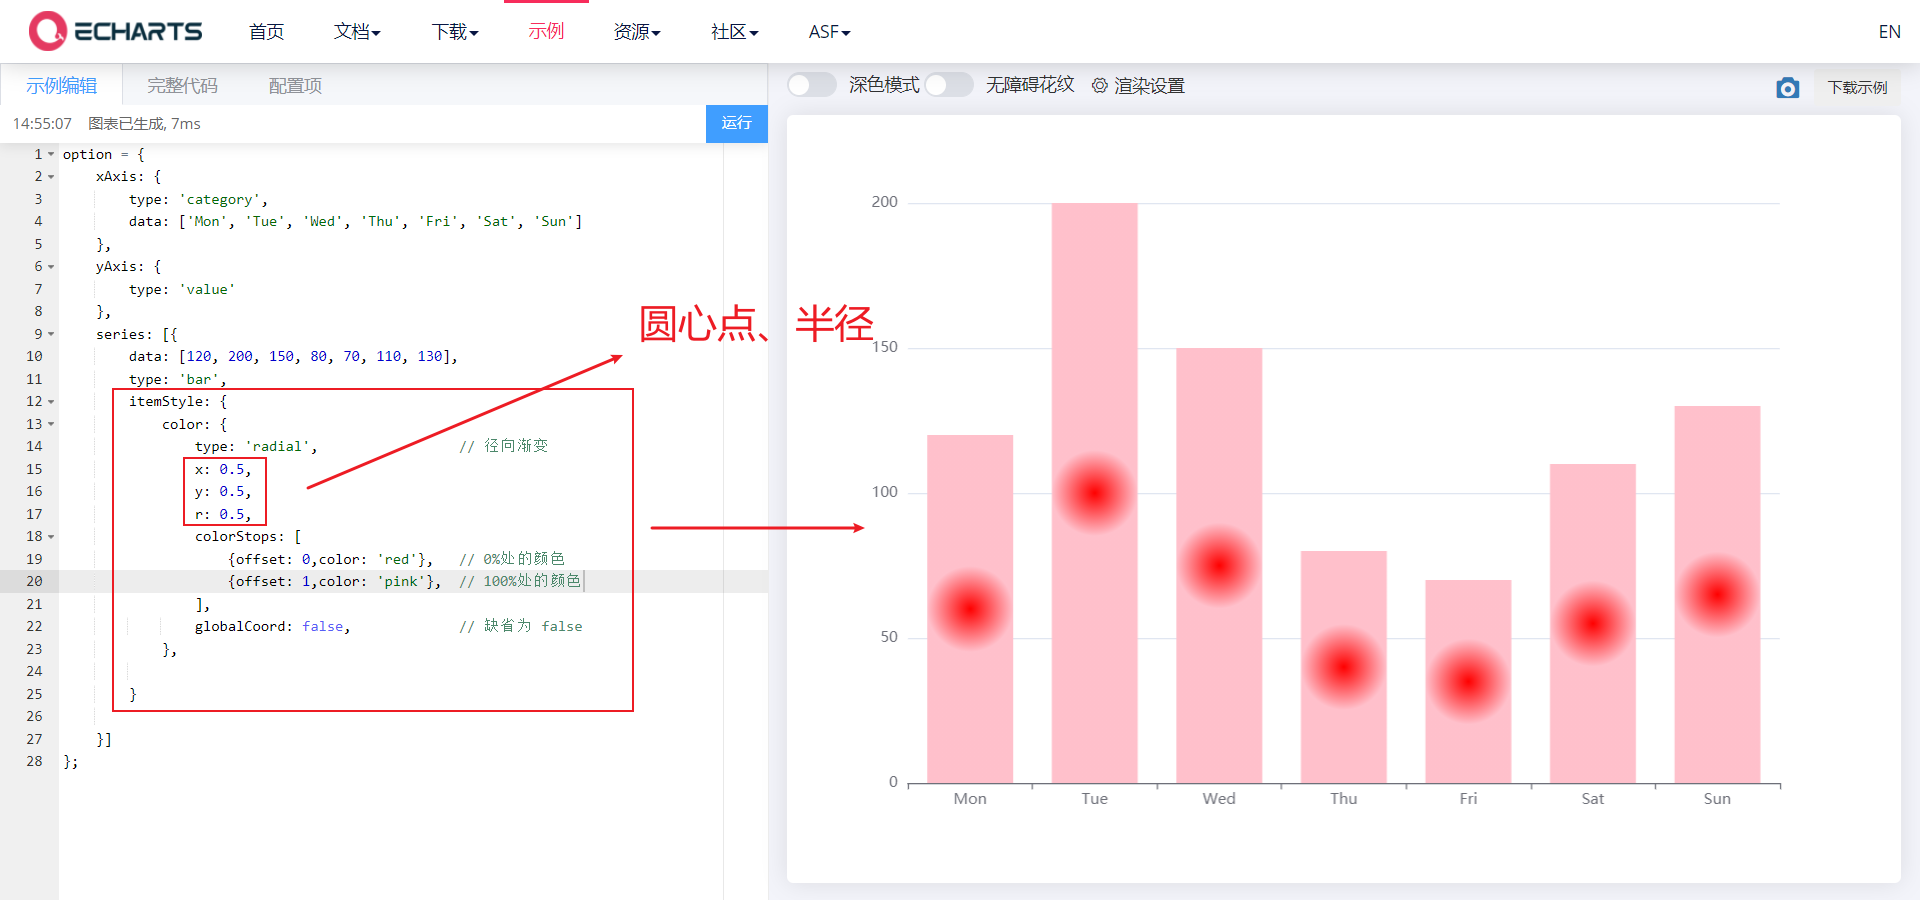 ECHARTS 首页 文档 下载 示例 资源 社区 ASF EN
示例编辑 完整代码 配置项
14:55:07 图表已生成, 7ms 运行
1 option = {
2 xAxis: {
3 type: 'category',
4 data: ['Mon', 'Tue', 'Wed', 'Thu', 'Fri', 'Sat', 'Sun']
5 },
6 yAxis: {
7 type: 'value'
8 },
9 series: [{
10 data: [120, 200, 150, 80, 70, 110, 130],
11 type: 'bar',
12 itemStyle: {
13 color: {
14 type: 'radial', // 径向渐变
15 x: 0.5,
16 y: 0.5,
17 r: 0.5,
18 colorStops: [
19 {offset: 0,color: 'red'}, // 0%处的颜色
20 {offset: 1,color: 'pink'}, // 100%处的颜色
21 ],
22 globalCoord: false, // 缺省为 false
23 },
24
25 }
26
27 }]
28 };
圆心点、半径
深色模式 无障碍花纹 渲染设置 下载示例
200
150
100
50
0
Mon Tue Wed Thu Fri Sat Sun